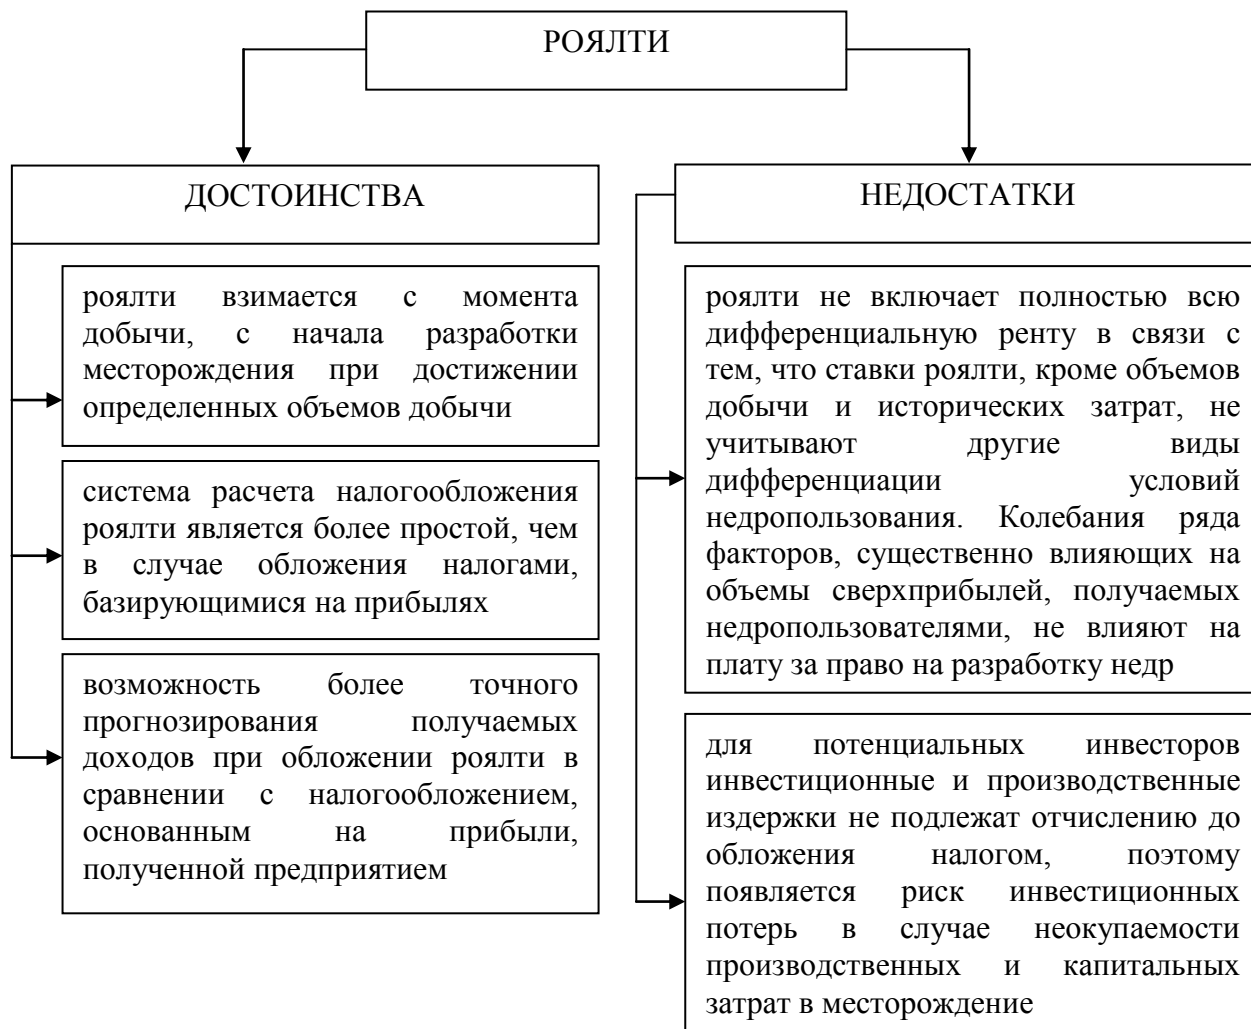 РОЯЛТИ
ДОСТОИНСТВА
роялти взимается с момента
добычи, с начала разработки
месторождения при достижении
определенных объемов добычи
система расчета налогообложения
роялти является более простой, чем
в случае обложения налогами,
базирующимися на прибылях
возможность более точного
прогнозирования получаемых
доходов при обложении роялти в
сравнении с налогообложением,
основанным на прибыли,
полученной предприятием
НЕДОСТАТКИ
роялти не включает полностью всю
дифференциальную ренту в связи с
тем, что ставки роялти, кроме объемов
добычи и исторических затрат, не
учитывают другие виды
дифференциации условий
недропользования. Колебания ряда
факторов, существенно влияющих на
объемы сверхприбылей, получаемых
недропользователями, не влияют на
плату за право на разработку недр
для потенциальных инвесторов
инвестиционные и производственные
издержки не подлежат отчислению до
обложения налогом, поэтому
появляется риск инвестиционных
потерь в случае неокупаемости
производственных и капитальных
затрат в месторождение